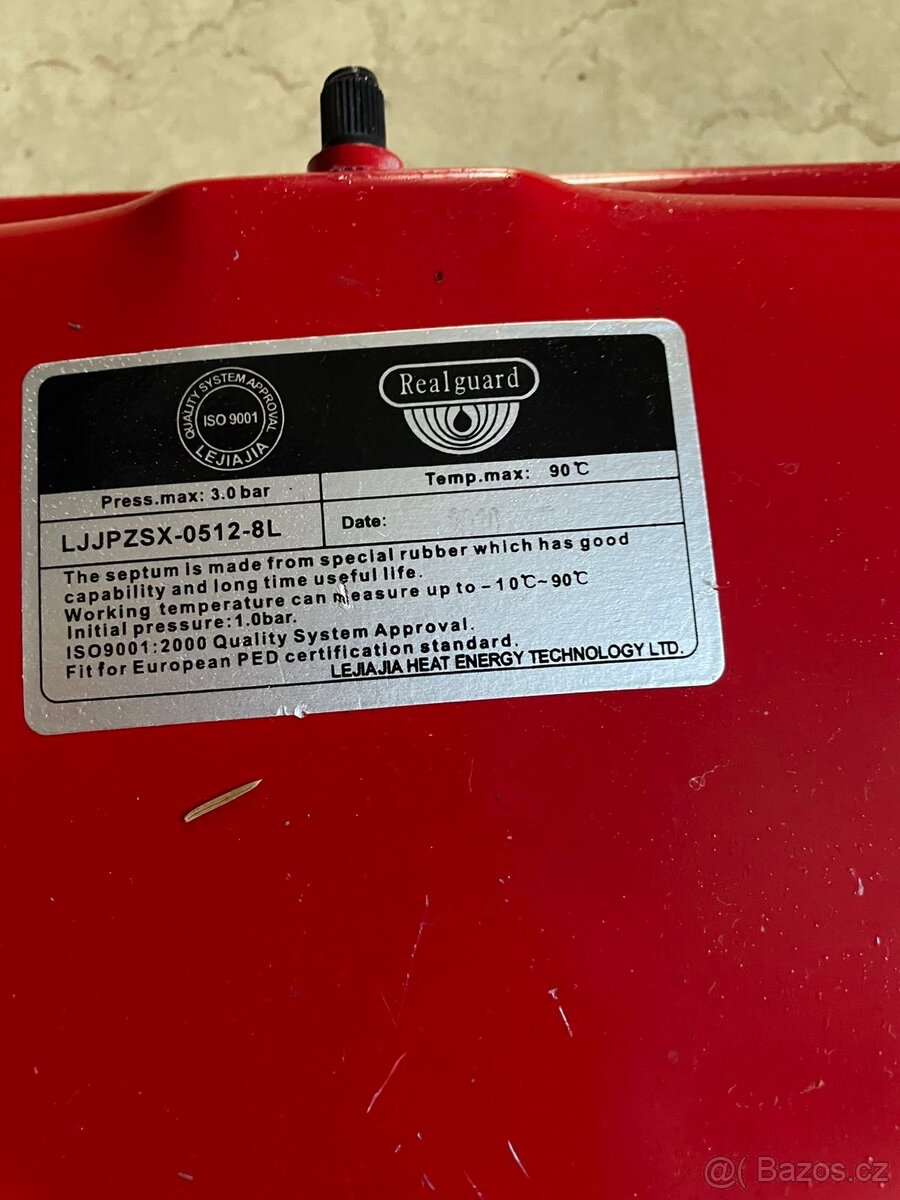 QUALITY SYSTEM APPROVAL
ISO 9001
LEJIAJIA
Realguard
Press.max: 3.0 bar
Temp.max: 90℃
LJJPZSX-0512-8L
Date:
The septum is made from special rubber which has good
capability and long time useful life.
Working temperature can measure up to －10℃~90℃
Initial pressure:1.0bar.
ISO9001:2000 Quality System Approval.
Fit for European PED certification standard.
LEJIAJIA HEAT ENERGY TECHNOLOGY LTD.
@( Bazos.cz